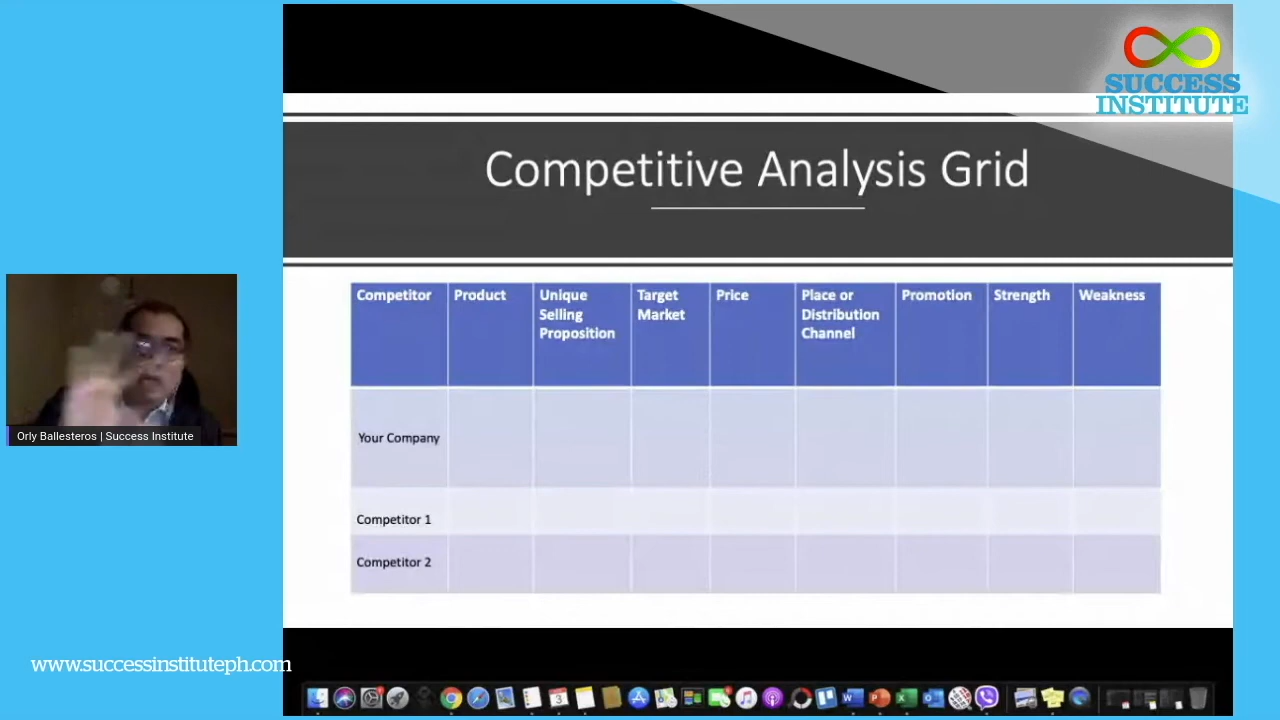 SUCCESS
INSTITUTE
Competitive Analysis Grid
Competitor
Product
Unique
Selling
Proposition
Target
Market
Price
Place or
Distribution
Channel
Promotion
Strength
Weakness
Your Company
Competitor 1
Competitor 2
Orly Ballesteros | Success Institute
www.successinstituteph.com
3